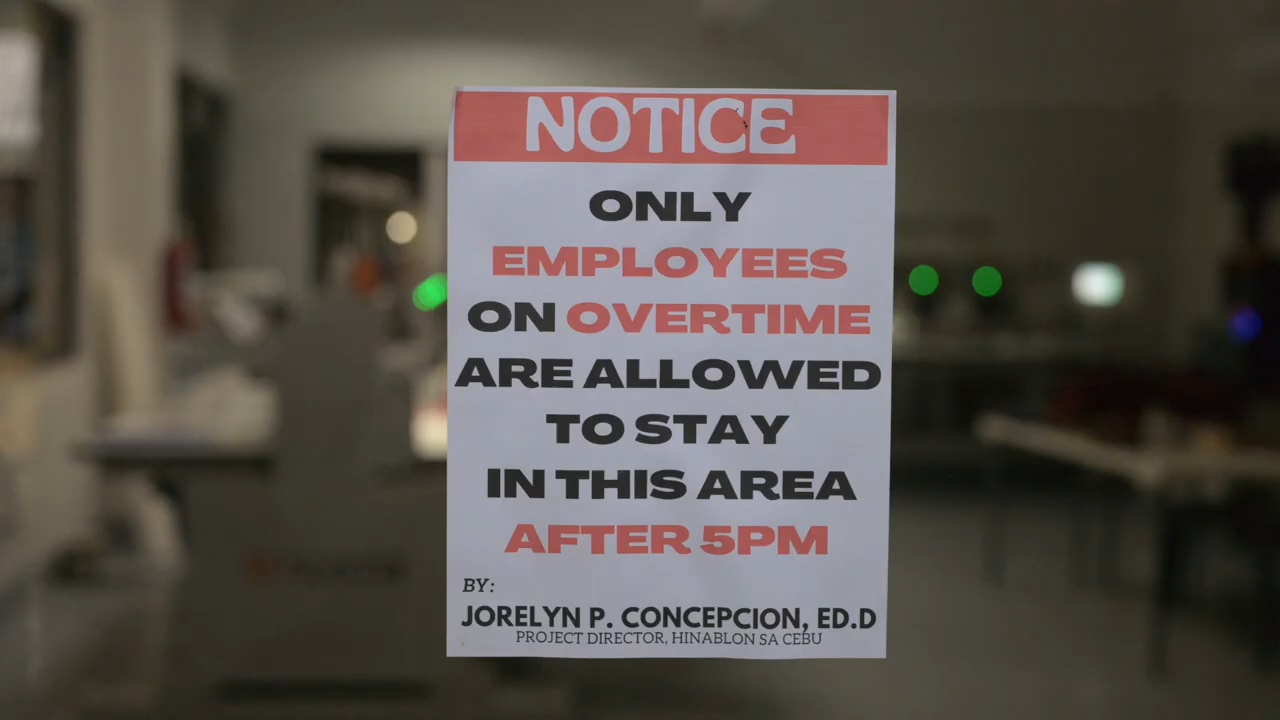 NOTICE
ONLY
EMPLOYEES
ON OVERTIME
ARE ALLOWED
TO STAY
IN THIS AREA
AFTER 5PM
BY:
JORELYN P. CONCEPCION, ED.D
PROJECT DIRECTOR, HINABLON SA CEBU